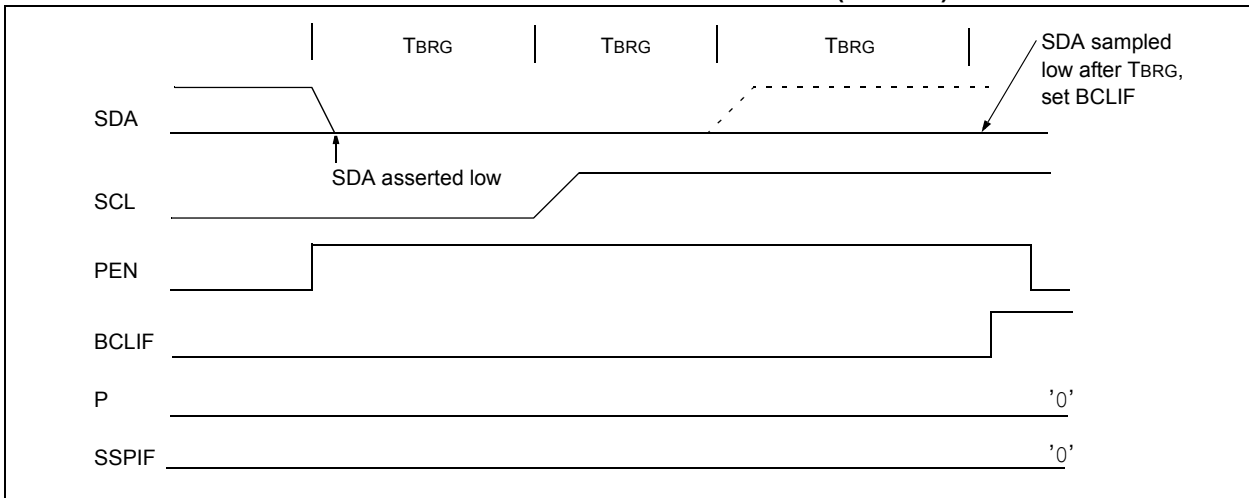 TBRG TBRG TBRG
SDA sampled
low after TBRG,
set BCLIF
SDA
SDA asserted low
SCL
PEN
BCLIF
P '0'
SSPIF '0'